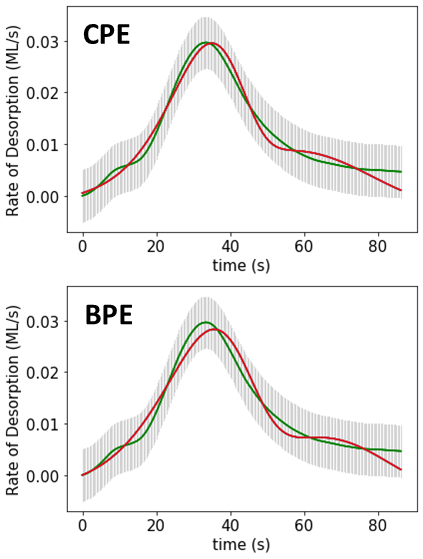 CPE
Rate of Desorption (ML/s)
0.03
0.02
0.01
0.00
0 20 40 60 80
time (s)
BPE
Rate of Desorption (ML/s)
0.03
0.02
0.01
0.00
0 20 40 60 80
time (s)